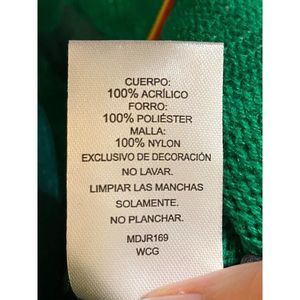 CUERPO:
100% ACRÍLICO
FORRO:
100% POLIÉSTER
MALLA:
100% NYLON
EXCLUSIVO DE DECORACIÓN
NO LAVAR.
LIMPIAR LAS MANCHAS
SOLAMENTE.
NO PLANCHAR.
MDJR169
WCG